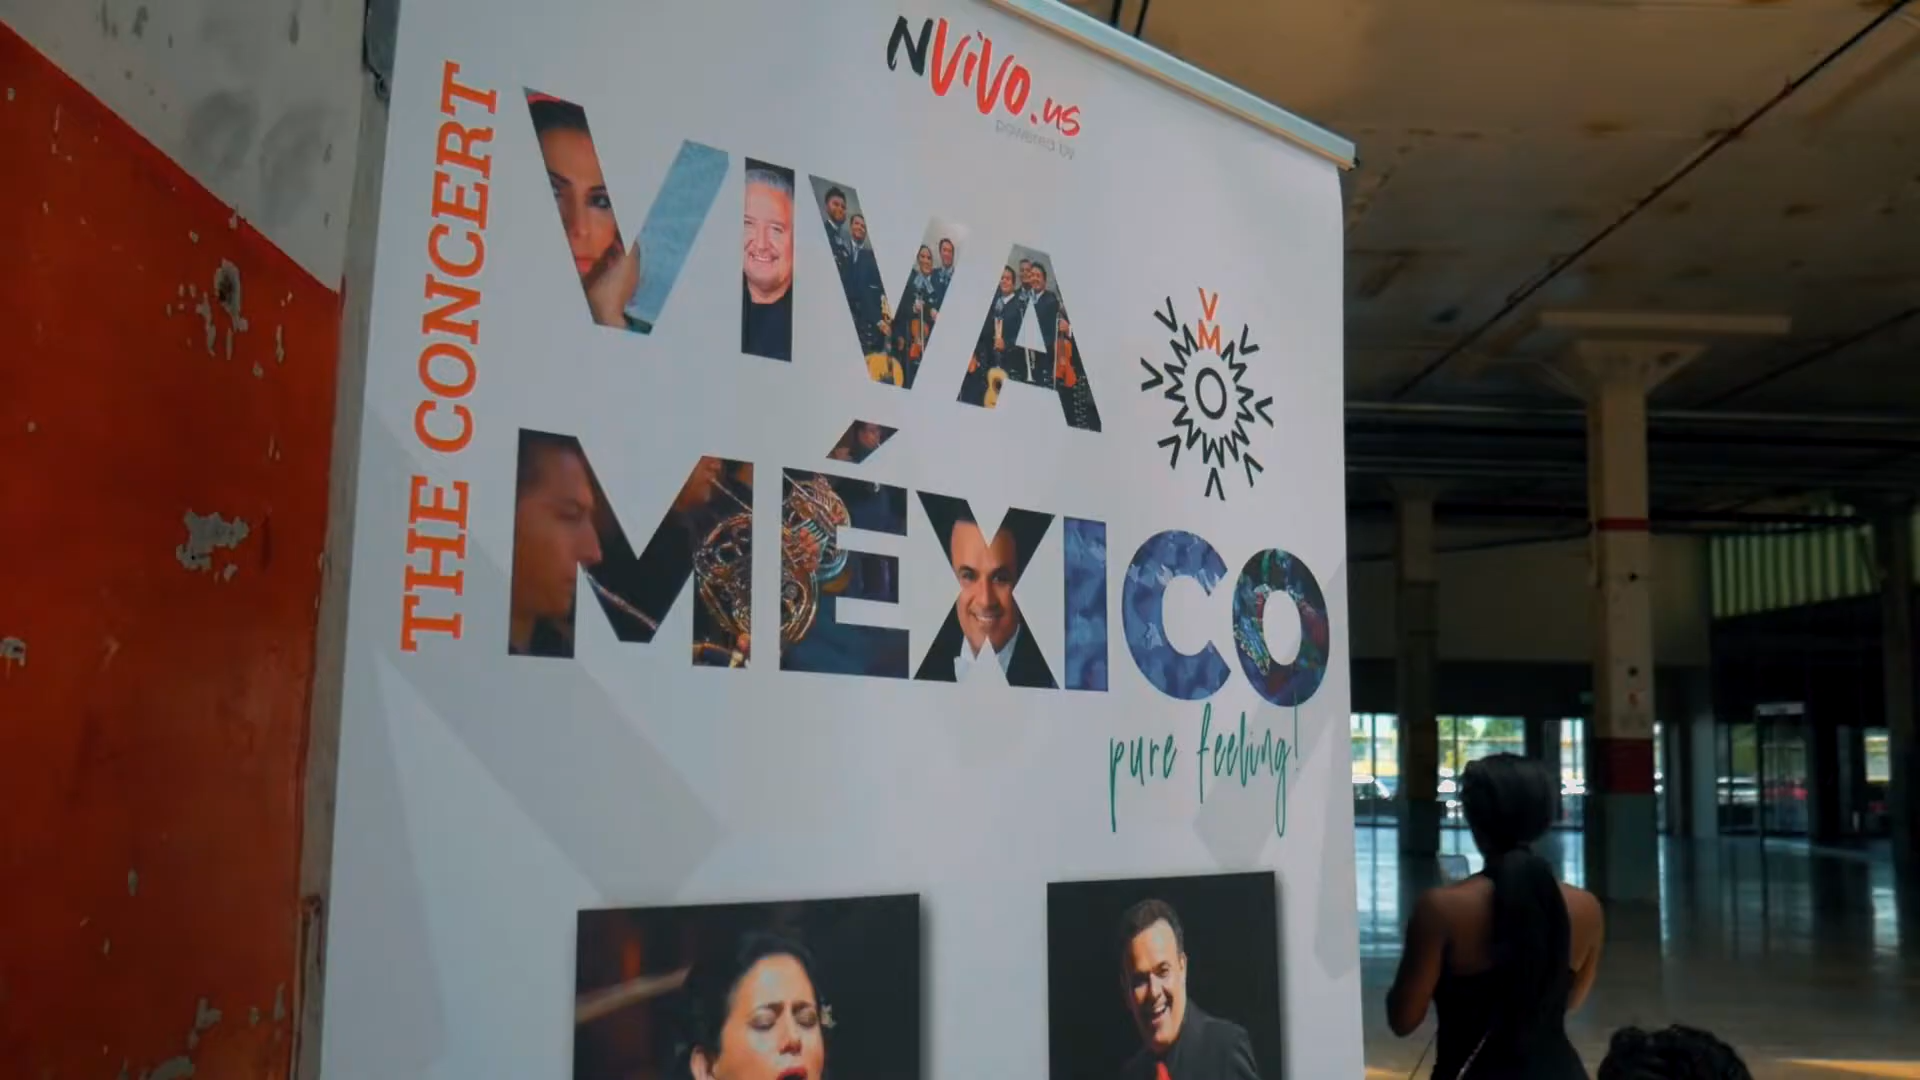 NViVo.us
powered by
THE CONCERT
VIVA
MÉXICO
pure feeling!